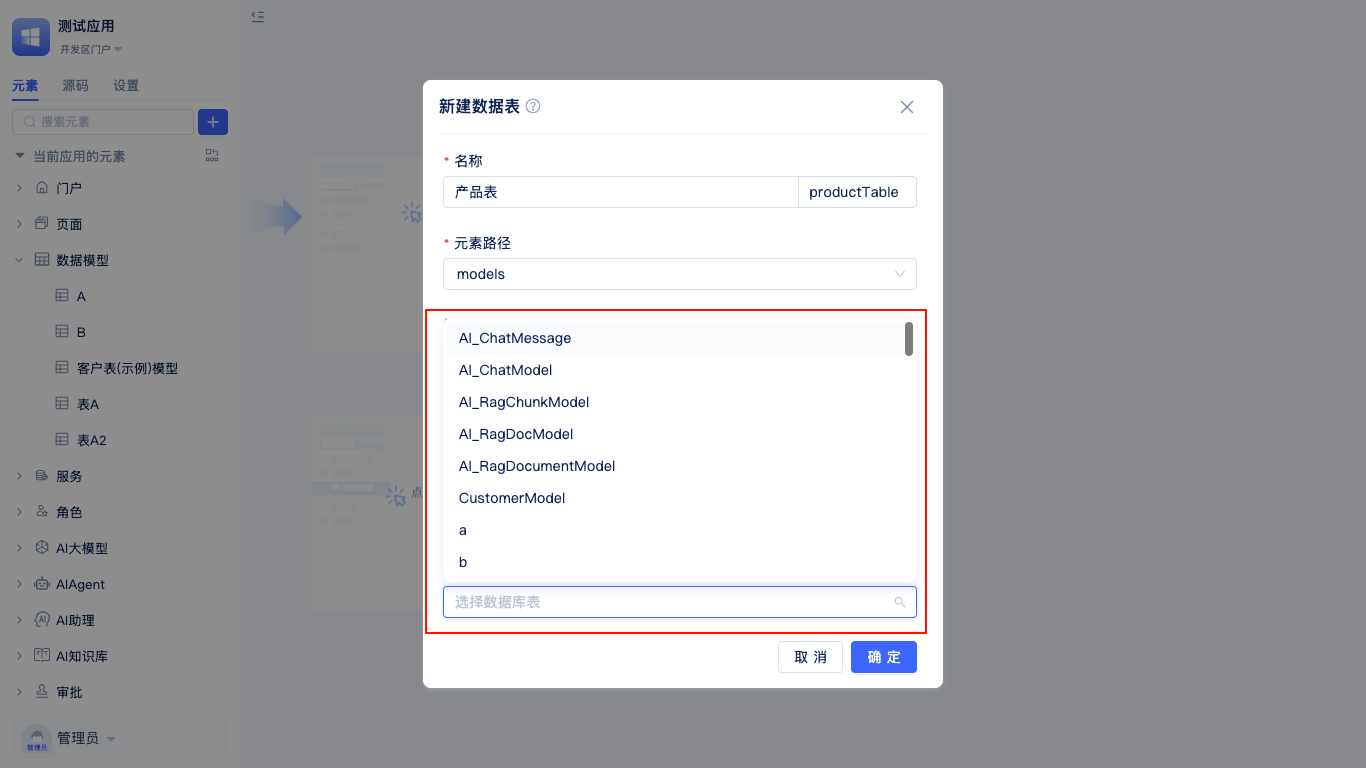 测试应用
开发区门户
元素 源码 设置
搜索元素
当前应用的元素
门户
页面
数据模型
A
B
客户表(示例)模型
表A
表A2
服务
角色
AI大模型
AIAgent
AI助理
AI知识库
审批
管理员
管理员
点
新建数据表
* 名称
产品表 productTable
* 元素路径
models
AI_ChatMessage
AI_ChatModel
AI_RagChunkModel
AI_RagDocModel
AI_RagDocumentModel
CustomerModel
a
b
选择数据库表
取 消 确 定